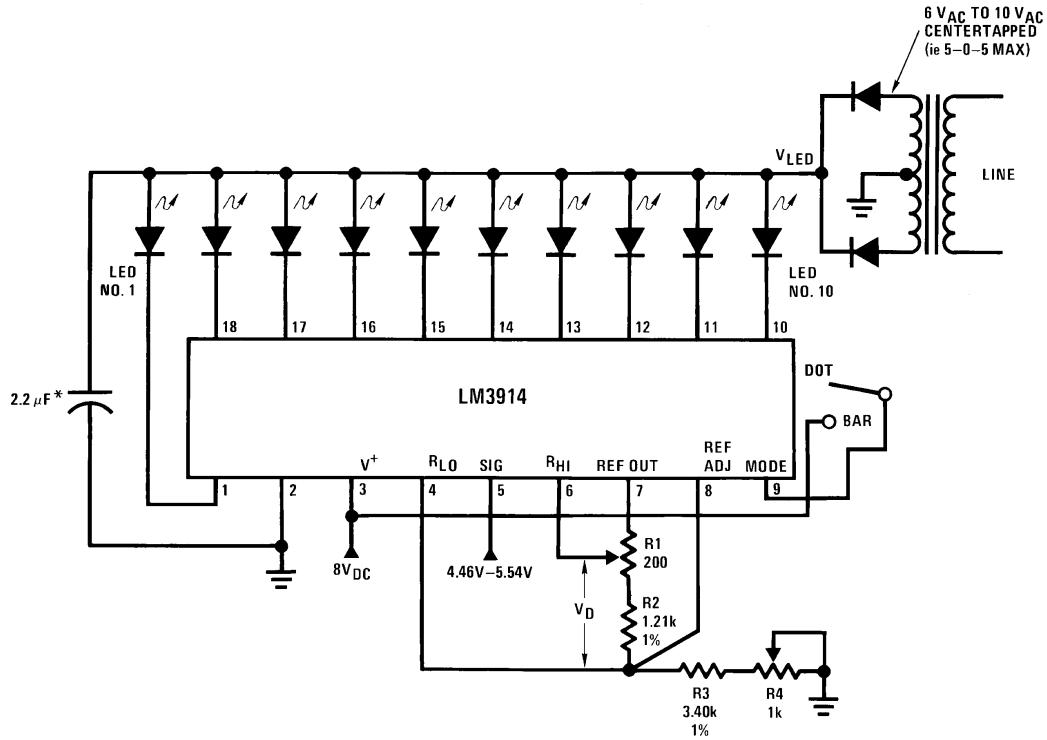 6 VAC TO 10 VAC
CENTERTAPPED
(ie 5–0–5 MAX)
VLED
LINE
LED
NO. 1
LED
NO. 10
18
17
16
15
14
13
12
11
10
LM3914
2.2 μF*
DOT
BAR
V+
RLO
SIG
RHI
REF OUT
REF
ADJ
MODE
1
2
3
4
5
6
7
8
9
8VDC
4.46V–5.54V
R1
200
VD
R2
1.21k
1%
R3
3.40k
1%
R4
1k